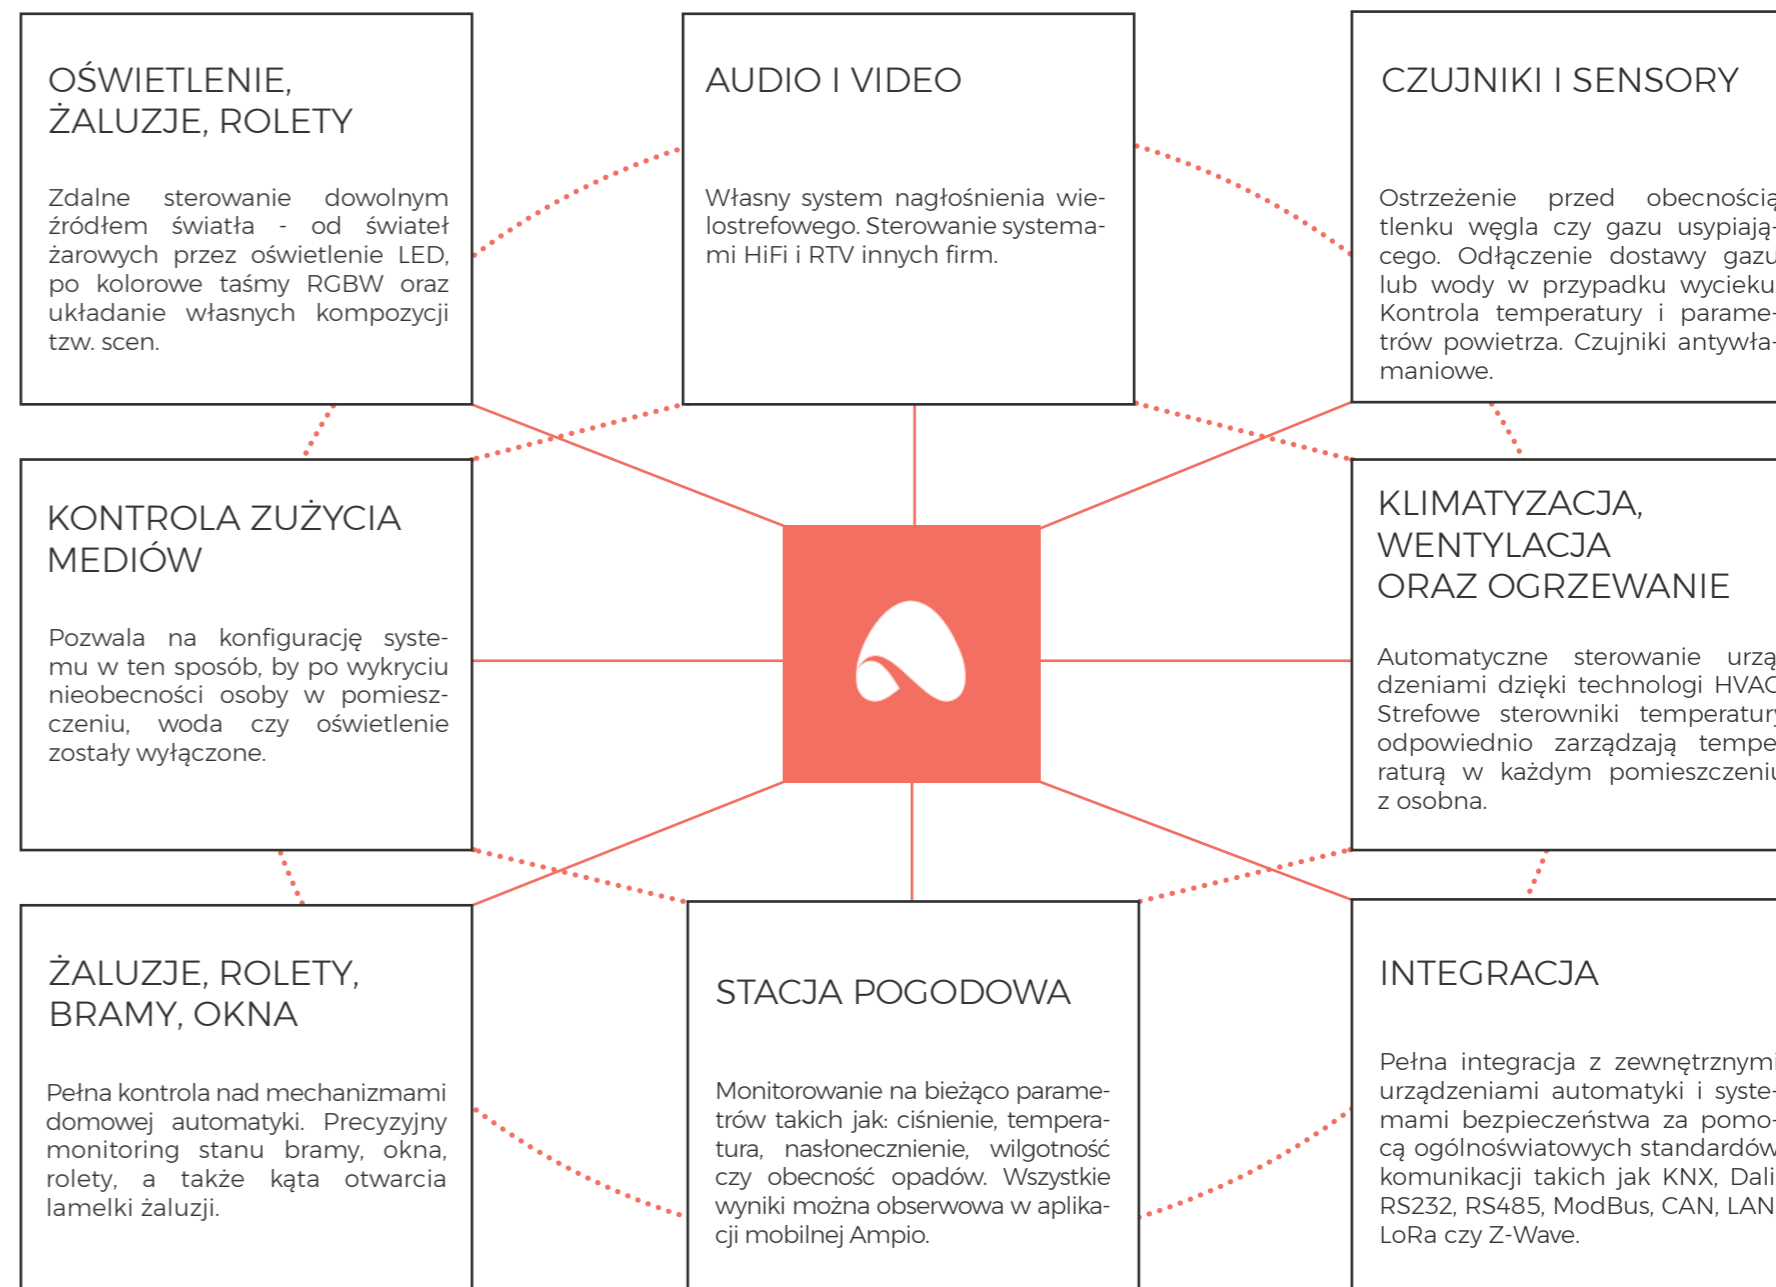 OŚWIETLENIE,
ŻALUZJE, ROLETY
Zdalne sterowanie dowolnym
źródłem światła - od świateł
żarowych przez oświetlenie LED,
po kolorowe taśmy RGBW oraz
układanie własnych kompozycji
tzw. scen.
AUDIO I VIDEO
Własny system nagłośnienia wie-
lostrefowego. Sterowanie systema-
mi HiFi i RTV innych firm.
CZUJNIKI I SENSORY
Ostrzeżenie przed obecnością
tlenku węgla czy gazu usypiają-
cego. Odłączenie dostawy gazu
lub wody w przypadku wycieku
Kontrola temperatury i parame-
trów powietrza. Czujniki antywła-
maniowe.
KONTROLA ZUŻYCIA
MEDIÓW
Pozwala na konfigurację syste-
mu w ten sposób, by po wykryciu
nieobecności osoby w pomiesz-
czeniu, woda czy oświetlenie
zostały wyłączone.
KLIMATYZACJA,
WENTYLACJA
ORAZ OGRZEWANIE
Automatyczne sterowanie urzą
dzeniami dzięki technologi HVAC
Strefowe sterowniki temperatury
odpowiednio zarządzają tempe
raturą w każdym pomieszczeniu
z osobna.
ŻALUZJE, ROLETY,
BRAMY, OKNA
Pełna kontrola nad mechanizmami
domowej automatyki. Precyzyjny
monitoring stanu bramy, okna,
rolety, a także kąta otwarcia
lamelki żaluzji.
STACJA POGODOWA
Monitorowanie na bieżąco parame-
trów takich jak: ciśnienie, tempera-
tura, nasłonecznienie, wilgotność
czy obecność opadów. Wszystkie
wyniki można obserwowa w aplika-
cji mobilnej Ampio.
INTEGRACJA
Pełna integracja z zewnętrznymi
urządzeniami automatyki i syste-
mami bezpieczeństwa za pomo-
cą ogólnoświatowych standardów
komunikacji takich jak KNX, Dali
RS232, RS485, ModBus, CAN, LAN
LoRa czy Z-Wave.